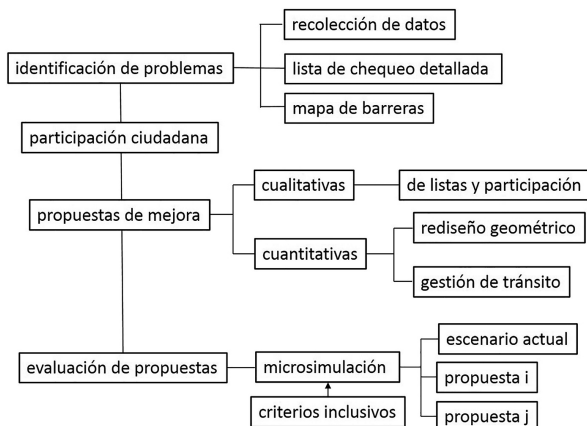 identificación de problemas
recolección de datos
lista de chequeo detallada
mapa de barreras
participación ciudadana
propuestas de mejora
cualitativas
de listas y participación
cuantitativas
rediseño geométrico
gestión de tránsito
evaluación de propuestas
microsimulación
escenario actual
propuesta i
propuesta j
criterios inclusivos